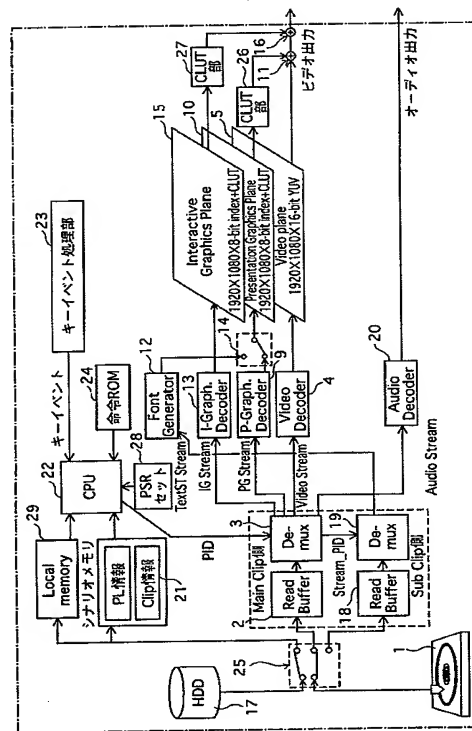 23
キーイベント処理部
キーイベント
24
命令ROM
22
CPU
28
PSR
セット
29
Local
memory
シナリオメモリ
PL情報
Clip情報
21
PID
25
HDD
17
1
Main Clip側
2
Read
Buffer
3
De-
mux
Stream_PID
18
Read
Buffer
19
De-
mux
Sub Clip側
TextST Stream
IG Stream
PG Stream
Video Stream
Audio Stream
12
Font
Generator
13
I-Graph.
Decoder
14
P-Graph.
Decoder
9
Video
Decoder
4
20
Audio
Decoder
15
Interactive
Graphics Plane
1920×1080×8-bit index+CLUT
10
Presentation Graphics Plane
1920×1080×8-bit index+CLUT
5
Video plane
1920×1080×16-bit YUV
27
CLUT部
26
CLUT部
11
16
ビデオ出力
オーディオ出力